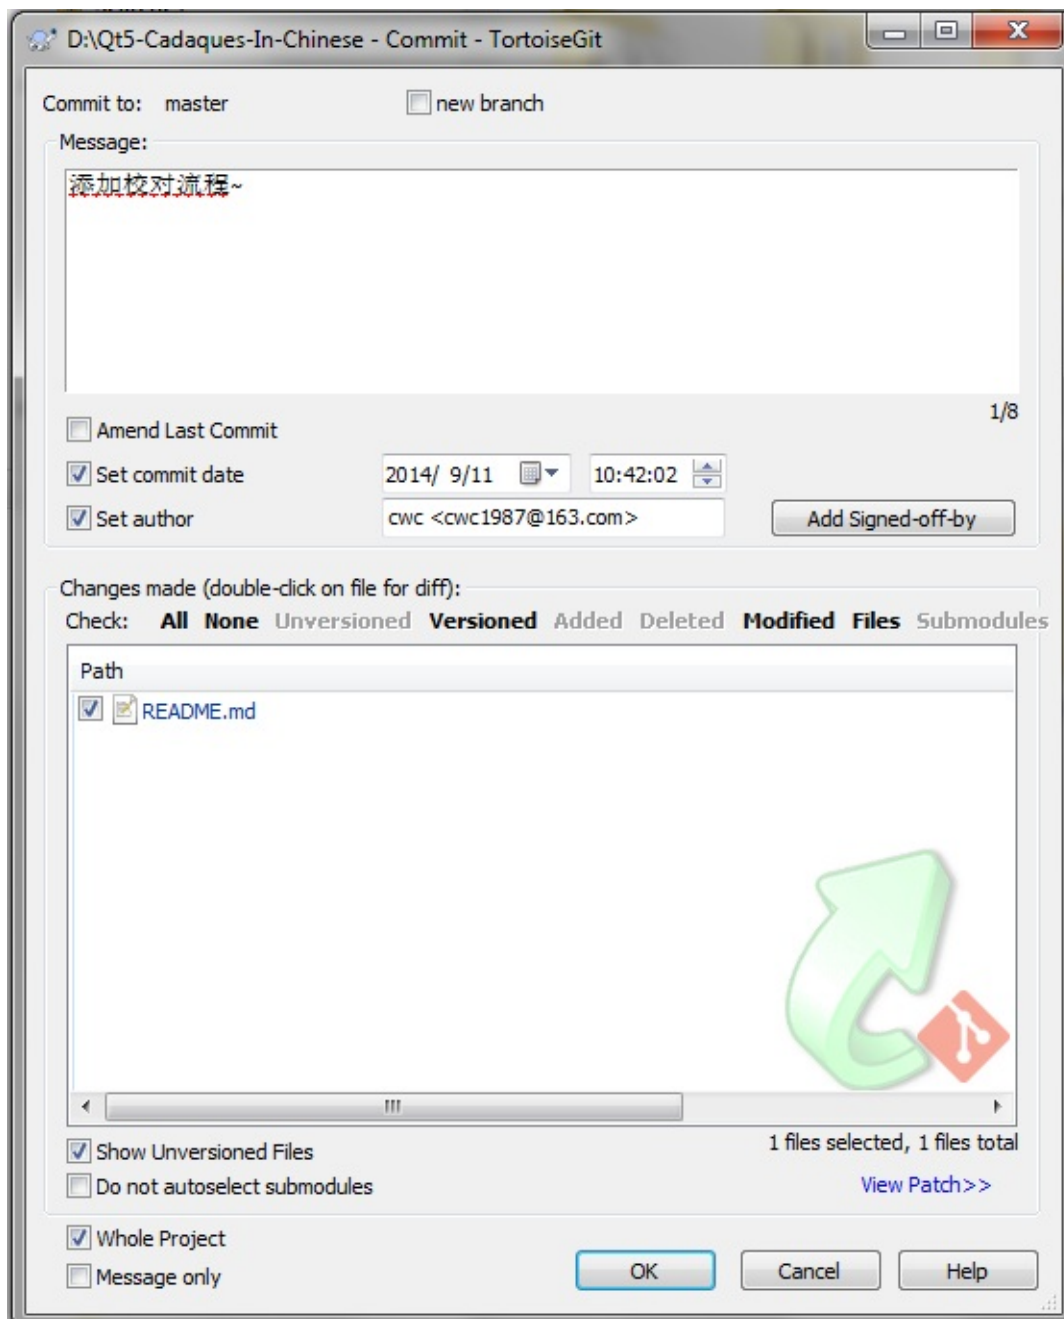 D:\Qt5-Cadaques-In-Chinese - Commit - TortoiseGit
Commit to: master new branch
Message:
添加校对流程~
1/8
Amend Last Commit
Set commit date 2014/ 9/11 10:42:02
Set author cwc <cwc1987@163.com> Add Signed-off-by
Changes made (double-click on file for diff):
Check: All None Unversioned Versioned Added Deleted Modified Files Submodules
Path
README.md
Show Unversioned Files 1 files selected, 1 files total
Do not autoselect submodules View Patch>>
Whole Project
Message only OK Cancel Help